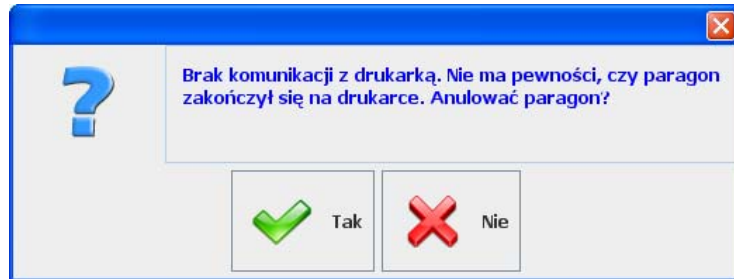 Brak komunikacji z drukarką. Nie ma pewności, czy paragon
zakończył się na drukarce. Anulować paragon?
Tak
Nie